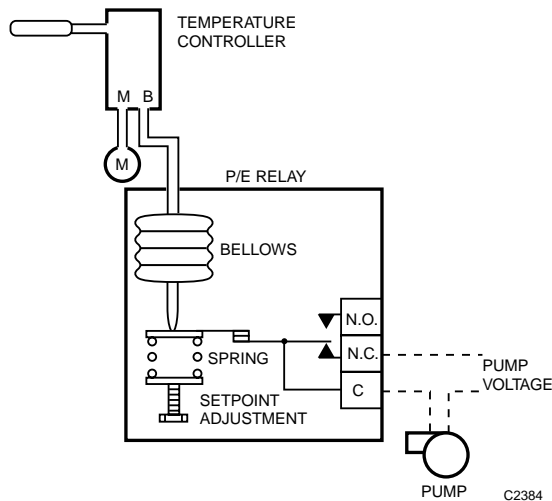 TEMPERATURE
CONTROLLER
M B
M
P/E RELAY
BELLOWS
N.O.
SPRING
N.C.
PUMP
VOLTAGE
C
SETPOINT
ADJUSTMENT
PUMP
C2384